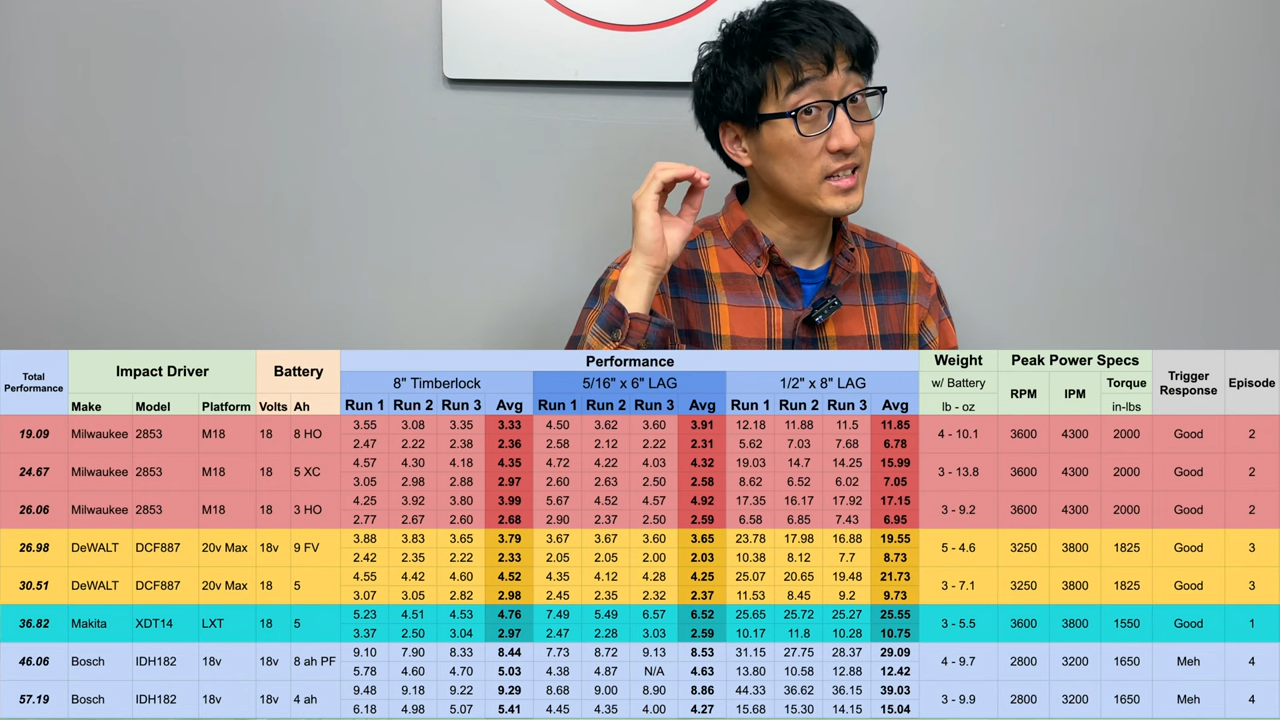 Total Performance Impact Driver Battery Performance Weight Peak Power Specs Trigger Response Episode
8" Timberlock 5/16" x 6" LAG 1/2" x 8" LAG w/ Battery RPM IPM Torque
Make Model Platform Volts Ah Run 1 Run 2 Run 3 Avg Run 1 Run 2 Run 3 Avg Run 1 Run 2 Run 3 Avg lb - oz in-lbs
19.09 Milwaukee 2853 M18 18 8 HO 3.55 3.08 3.35 3.33 4.50 3.62 3.60 3.91 12.18 11.88 11.5 11.85 4 - 10.1 3600 4300 2000 Good 2
2.47 2.22 2.38 2.36 2.58 2.12 2.22 2.31 5.62 7.03 7.68 6.78
24.67 Milwaukee 2853 M18 18 5 XC 4.57 4.30 4.18 4.35 4.72 4.22 4.03 4.32 19.03 14.7 14.25 15.99 3 - 13.8 3600 4300 2000 Good 2
3.05 2.98 2.88 2.97 2.60 2.63 2.50 2.58 8.62 6.52 6.02 7.05
26.06 Milwaukee 2853 M18 18 3 HO 4.25 3.92 3.80 3.99 5.67 4.52 4.57 4.92 17.35 16.17 17.92 17.15 3 - 9.2 3600 4300 2000 Good 2
2.77 2.67 2.60 2.68 2.90 2.37 2.50 2.59 6.58 6.85 7.43 6.95
26.98 DeWALT DCF887 20v Max 18v 9 FV 3.88 3.83 3.65 3.79 3.67 3.67 3.60 3.65 23.78 17.98 16.88 19.55 5 - 4.6 3250 3800 1825 Good 3
2.42 2.35 2.22 2.33 2.05 2.05 2.00 2.03 10.38 8.12 7.7 8.73
30.51 DeWALT DCF887 20v Max 18 5 4.55 4.42 4.60 4.52 4.35 4.12 4.28 4.25 25.07 20.65 19.48 21.73 3 - 7.1 3250 3800 1825 Good 3
3.07 3.05 2.82 2.98 2.45 2.35 2.32 2.37 11.53 8.45 9.2 9.73
36.82 Makita XDT14 LXT 18 5 5.23 4.51 4.53 4.76 7.49 5.49 6.57 6.52 25.65 25.72 25.27 25.55 3 - 5.5 3600 3800 1550 Good 1
3.37 2.50 3.04 2.97 2.47 2.28 3.03 2.59 10.17 11.8 10.28 10.75
46.06 Bosch IDH182 18v 18v 8 ah PF 9.10 7.90 8.33 8.44 7.73 8.72 9.13 8.53 31.15 27.75 28.37 29.09 4 - 9.7 2800 3200 1650 Meh 4
5.78 4.60 4.70 5.03 4.38 4.87 N/A 4.63 13.80 10.58 12.88 12.42
57.19 Bosch IDH182 18v 18v 4 ah 9.48 9.18 9.22 9.29 8.68 9.00 8.90 8.86 44.33 36.62 36.15 39.03 3 - 9.9 2800 3200 1650 Meh 4
6.18 4.98 5.07 5.41 4.45 4.35 4.00 4.27 15.68 15.30 14.15 15.04